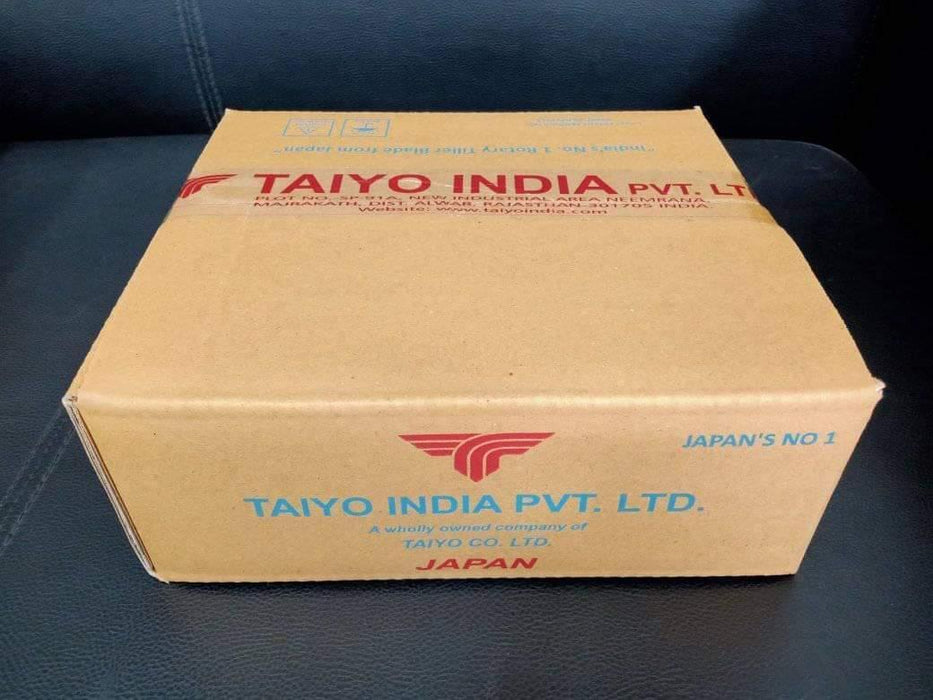 "India's No. 1 Rotary Tiller Blade from Japan"
TAIYO INDIA PVT. LT
PLOT NO. SP-91A, NEW INDUSTRIAL AREA NEEMRANA,
MAJRAKATH, DIST. ALWAR, RAJASTHAN-301705 INDIA.
Website: www.taiyoindia.com
JAPAN'S NO 1
TAIYO INDIA PVT. LTD.
A wholly owned company of
TAIYO CO. LTD.
JAPAN